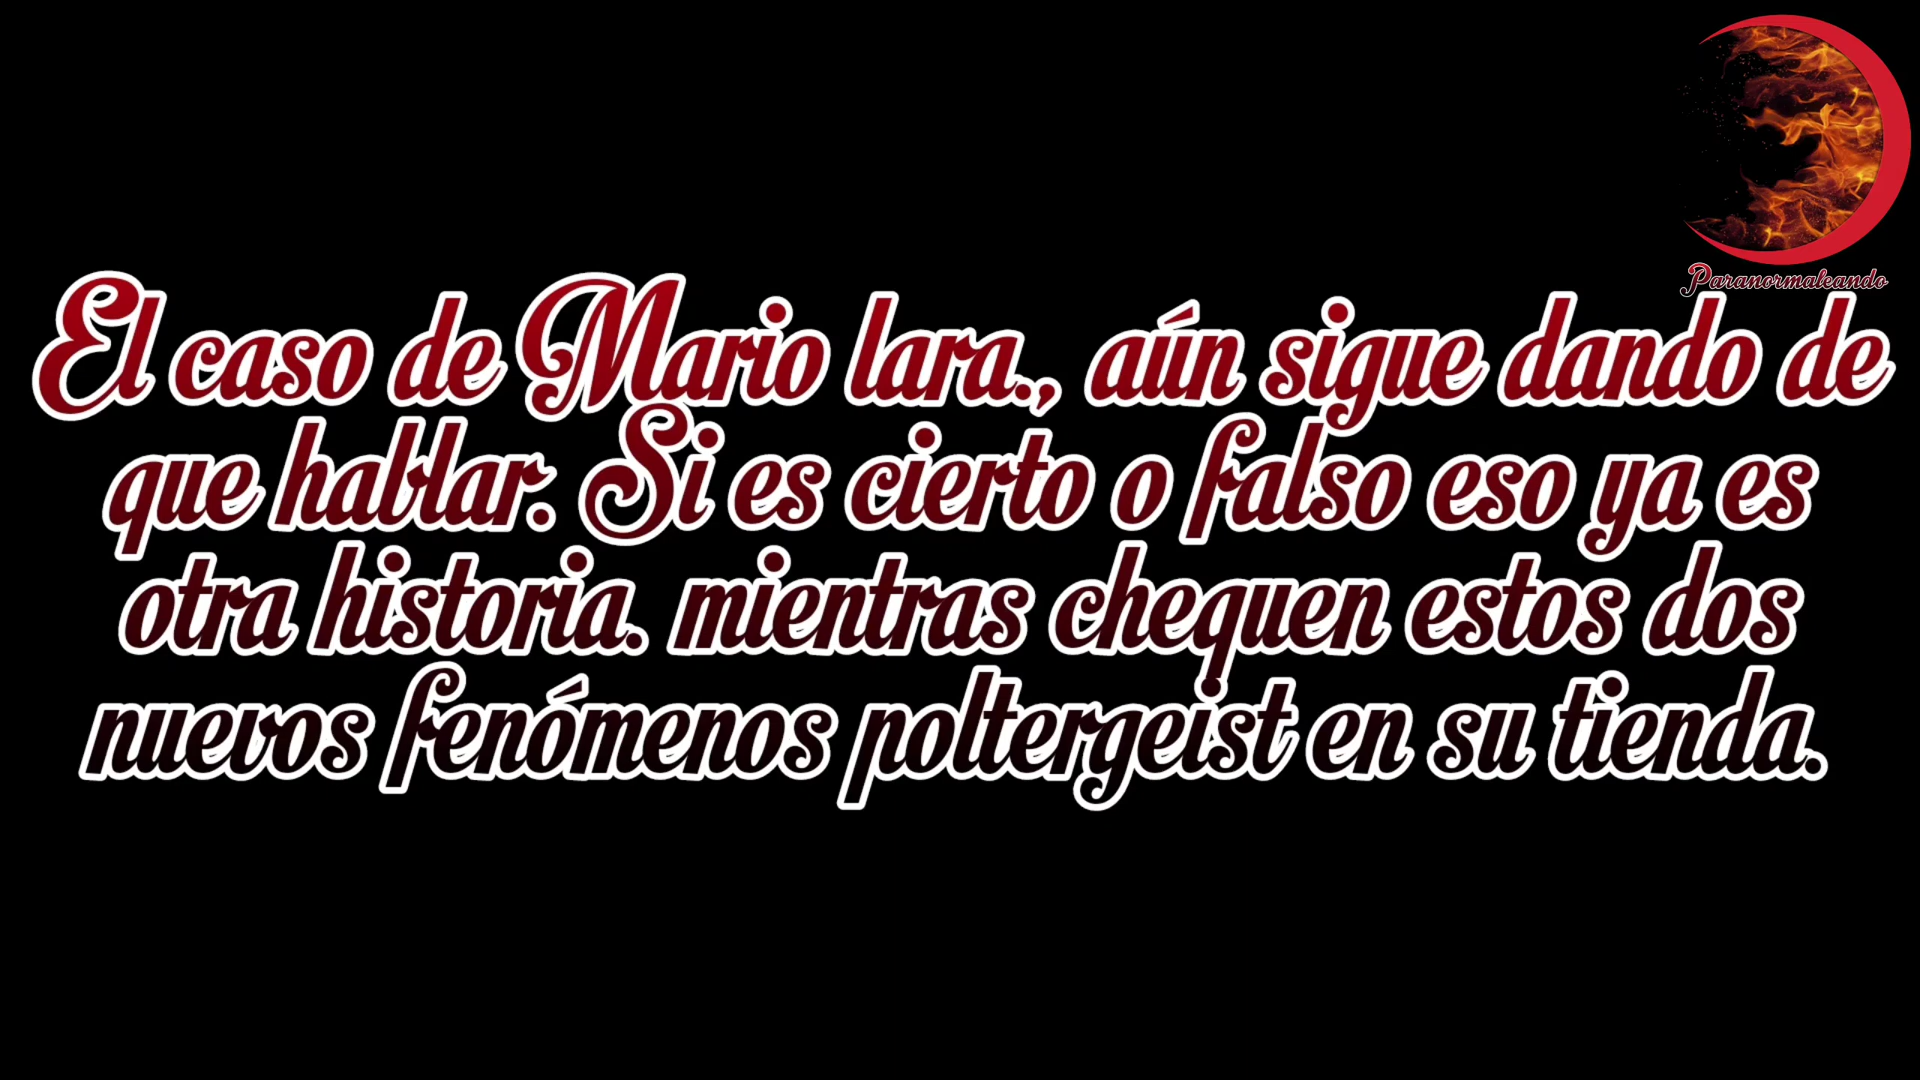 Paranormaleando
El caso de Mario lara., aún sigue dando de
que hablar. Si es cierto o falso eso ya es
otra historia. mientras chequen estos dos
nuevos fenómenos poltergeist en su tienda.